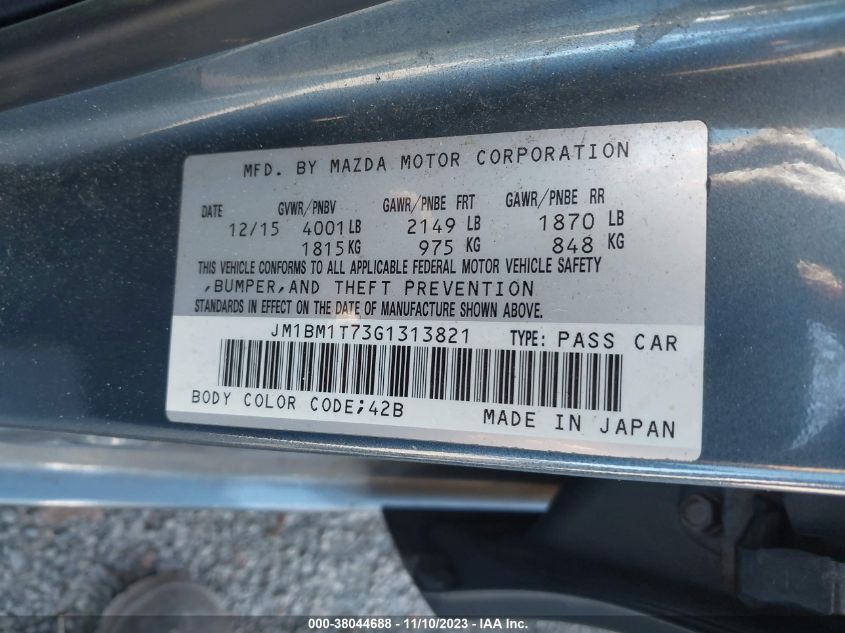 MFD. BY MAZDA MOTOR CORPORATION
DATE GVWR/PNBV GAWR/PNBE FRT GAWR/PNBE RR
12/15 4001 LB 2149 LB 1870 LB
1815 KG 975 KG 848 KG
THIS VEHICLE CONFORMS TO ALL APPLICABLE FEDERAL MOTOR VEHICLE SAFETY
,BUMPER,AND THEFT PREVENTION
STANDARDS IN EFFECT ON THE DATE OF MANUFACTURE SHOWN ABOVE.
JM1BM1T73G1313821 TYPE: PASS CAR
BODY COLOR CODE;42B MADE IN JAPAN
000-38044688 - 11/10/2023 - IAA Inc.